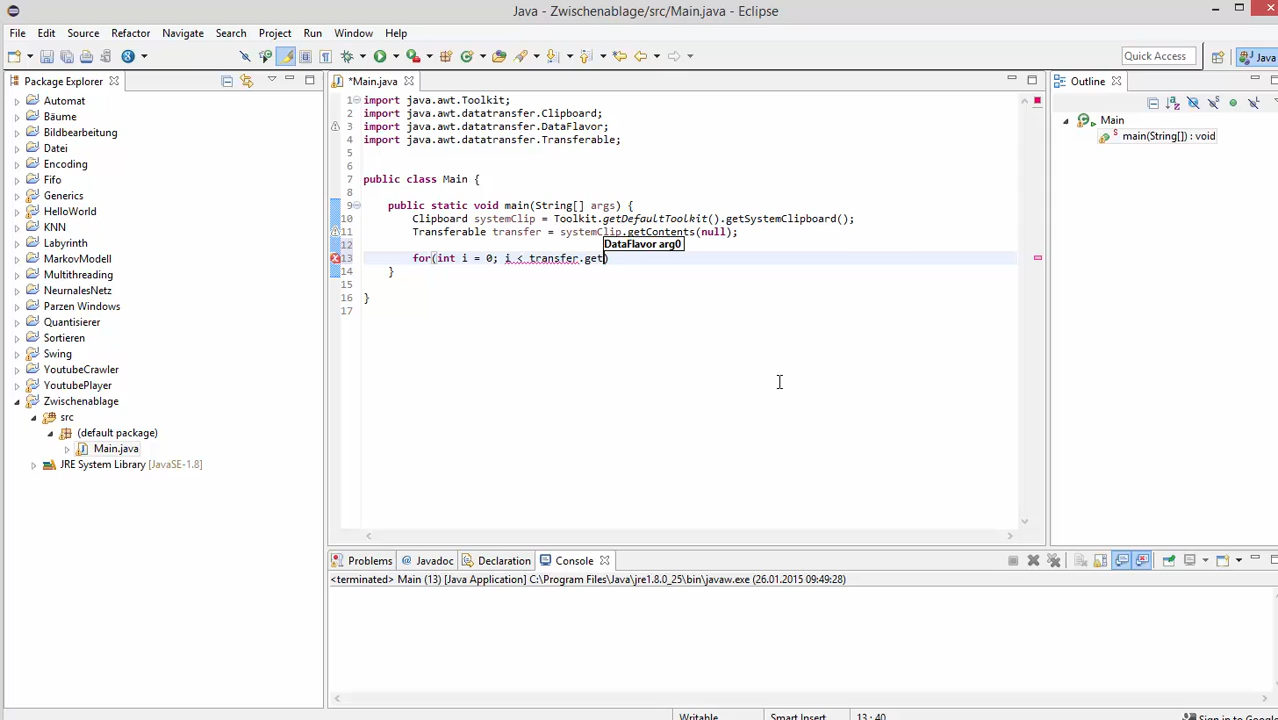 Java - Zwischenablage/src/Main.java - Eclipse
File Edit Source Refactor Navigate Search Project Run Window Help
Quick Access
Java
Package Explorer
Automat
Bäume
Bildbearbeitung
Datei
Encoding
Fifo
Generics
HelloWorld
KNN
Labyrinth
MarkovModell
Multithreading
NeuronalesNetz
Parzen Windows
Quantisierer
Sortieren
Swing
YoutubeCrawler
YoutubePlayer
Zwischenablage
src
(default package)
Main.java
JRE System Library [JavaSE-1.8]
*Main.java
1 import java.awt.Toolkit;
2 import java.awt.datatransfer.Clipboard;
3 import java.awt.datatransfer.DataFlavor;
4 import java.awt.datatransfer.Transferable;
5
6
7 public class Main {
8
9 public static void main(String[] args) {
10 Clipboard systemClip = Toolkit.getDefaultToolkit().getSystemClipboard();
11 Transferable transfer = systemClip.getContents(null);
12
DataFlavor arg0
13 for(int i = 0; i < transfer.get)
14 }
15
16 }
17
Outline
Main
main(String[]) : void
Problems Javadoc Declaration Console
<terminated> Main (13) [Java Application] C:\Program Files\Java\jre1.8.0_25\bin\javaw.exe (26.01.2015 09:49:28)
Writable Smart Insert 13 : 40 Sign in to Google